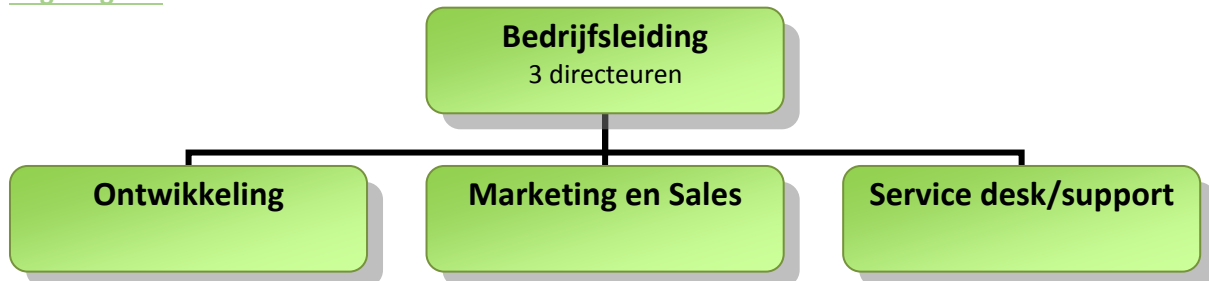 Bedrijfsleiding
3 directeuren
Ontwikkeling
Marketing en Sales
Service desk/support